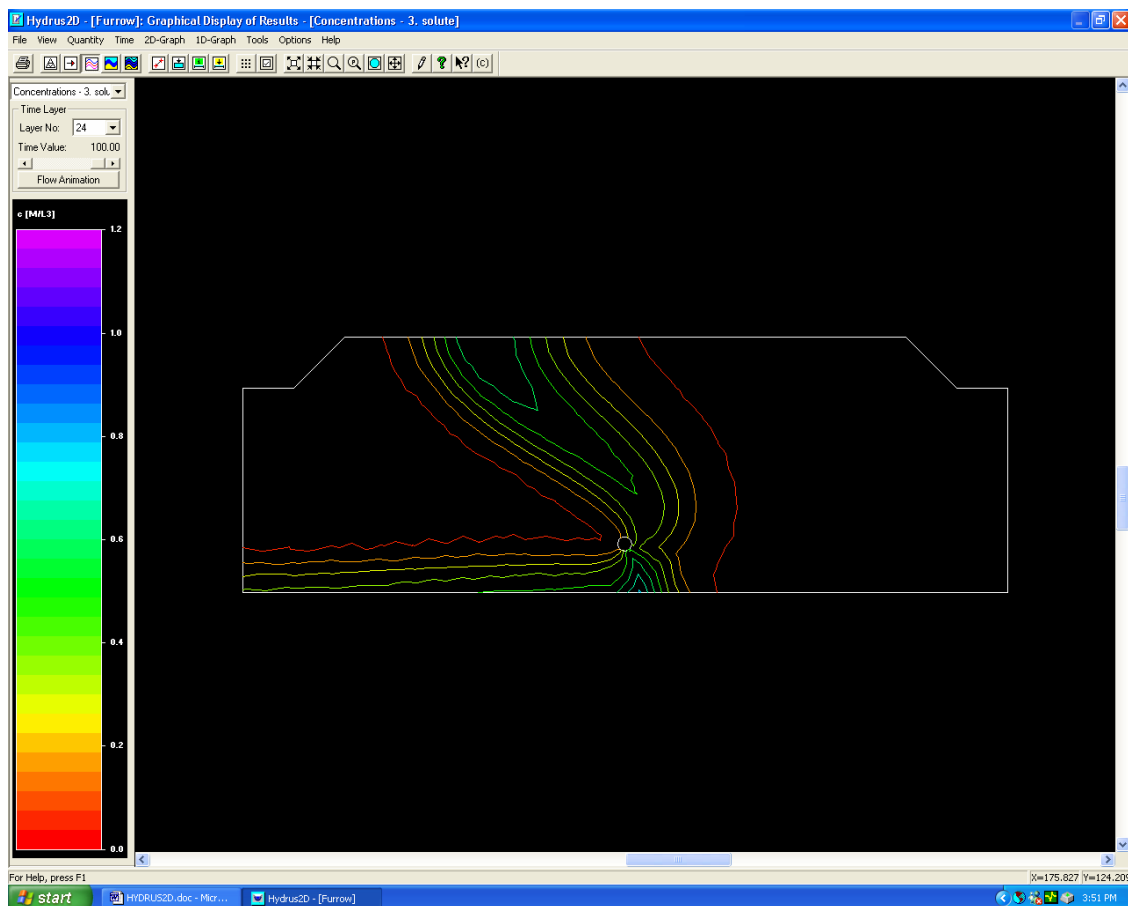 Hydrus2D - [Furrow]: Graphical Display of Results - [Concentrations - 3. solute]
File View Quantity Time 2D-Graph 1D-Graph Tools Options Help
Concentrations - 3. solu
Time Layer
Layer No: 24
Time Value: 100.00
Flow Animation
c [M/L3]
1.2
1.0
0.8
0.6
0.4
0.2
0.0
For Help, press F1
X=175.827 Y=124.209
start HYDRUS2D.doc - Micr... Hydrus2D - [Furrow] 3:51 PM